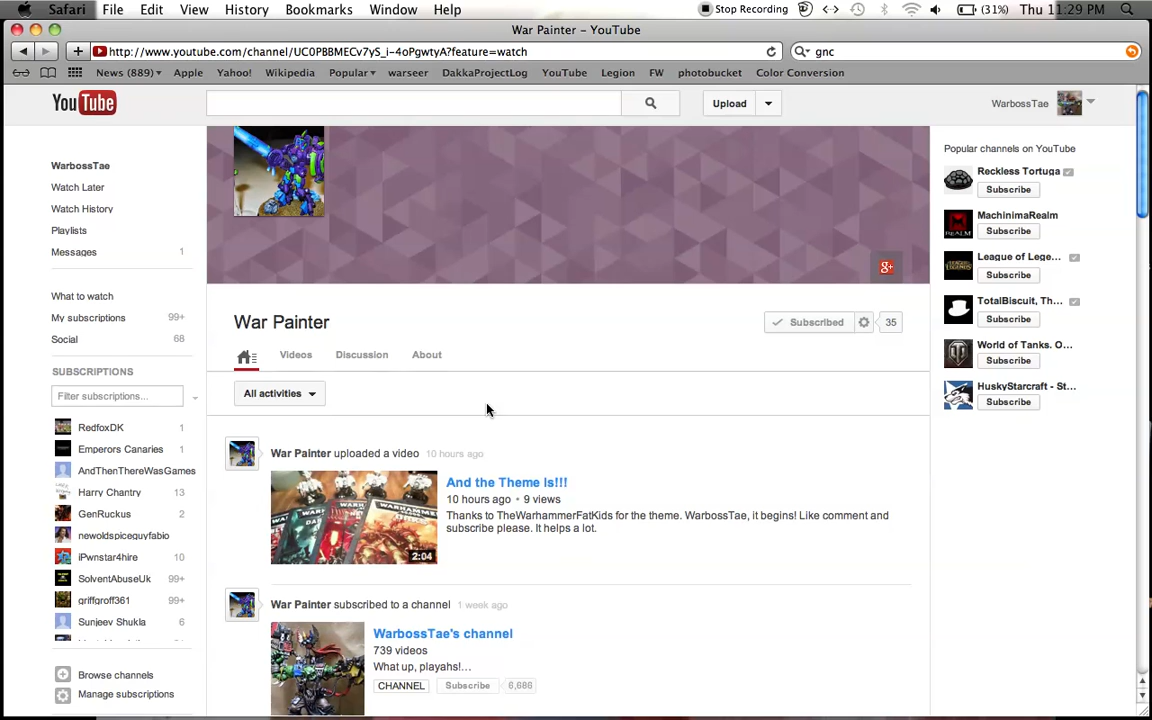 Safari File Edit View History Bookmarks Window Help Stop Recording (31%) Thu 11:29 PM
War Painter – YouTube
http://www.youtube.com/channel/UC0PBBMECv7yS_i-4oPgwtyA?feature=watch gnc
News (889) Apple Yahoo! Wikipedia Popular warseer DakkaProjectLog YouTube Legion FW photobucket Color Conversion
YouTube Upload WarbossTae
WarbossTae
Watch Later
Watch History
Playlists
Messages 1
What to watch
My subscriptions 99+
Social 68
SUBSCRIPTIONS
Filter subscriptions...
RedfoxDK 1
Emperors Canaries 1
AndThenThereWasGames
Harry Chantry 13
GenRuckus 2
newoldspiceguyfabio
iPwnstar4hire 10
SolventAbuseUk 99+
griffgroff361 99+
Sunjeev Shukla 6
Browse channels
Manage subscriptions
g+
War Painter Subscribed 35
Videos Discussion About
All activities
War Painter uploaded a video 10 hours ago
And the Theme Is!!!
10 hours ago • 9 views
Thanks to TheWarhammerFatKids for the theme. WarbossTae, it begins! Like comment and
subscribe please. It helps a lot.
2:04
War Painter subscribed to a channel 1 week ago
WarbossTae's channel
739 videos
What up, playahs!...
CHANNEL Subscribe 6,686
Popular channels on YouTube
Reckless Tortuga
Subscribe
MachinimaRealm
Subscribe
REALM
League of Lege...
Subscribe
TotalBiscuit, Th...
Subscribe
World of Tanks. O...
Subscribe
HuskyStarcraft - St...
Subscribe